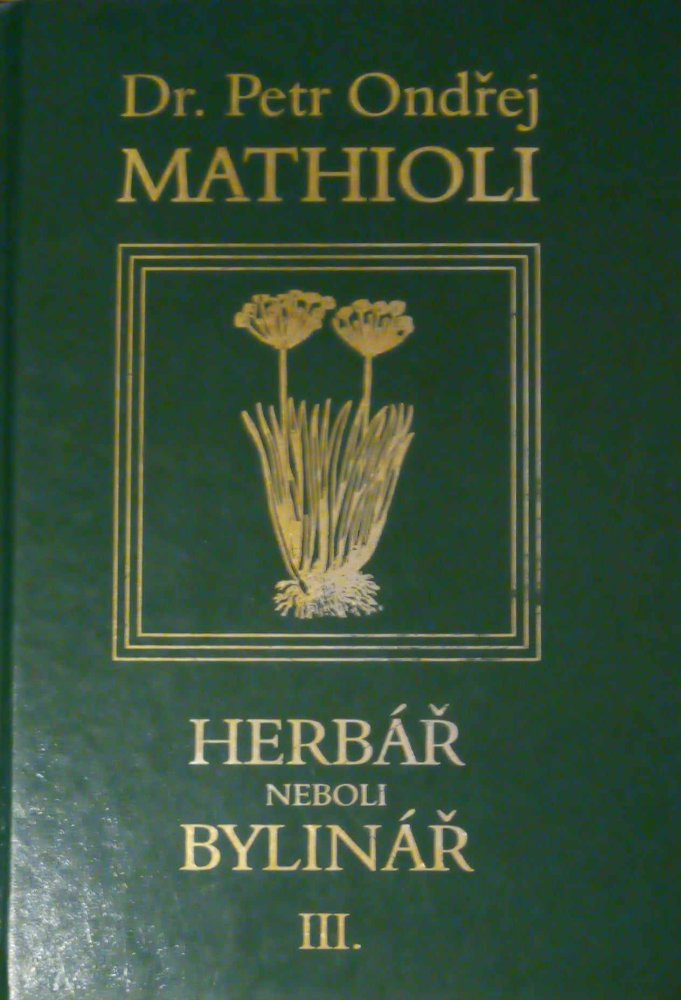 Dr. Petr Ondřej
MATHIOLI
HERBÁŘ
NEBOLI
BYLINÁŘ
III.